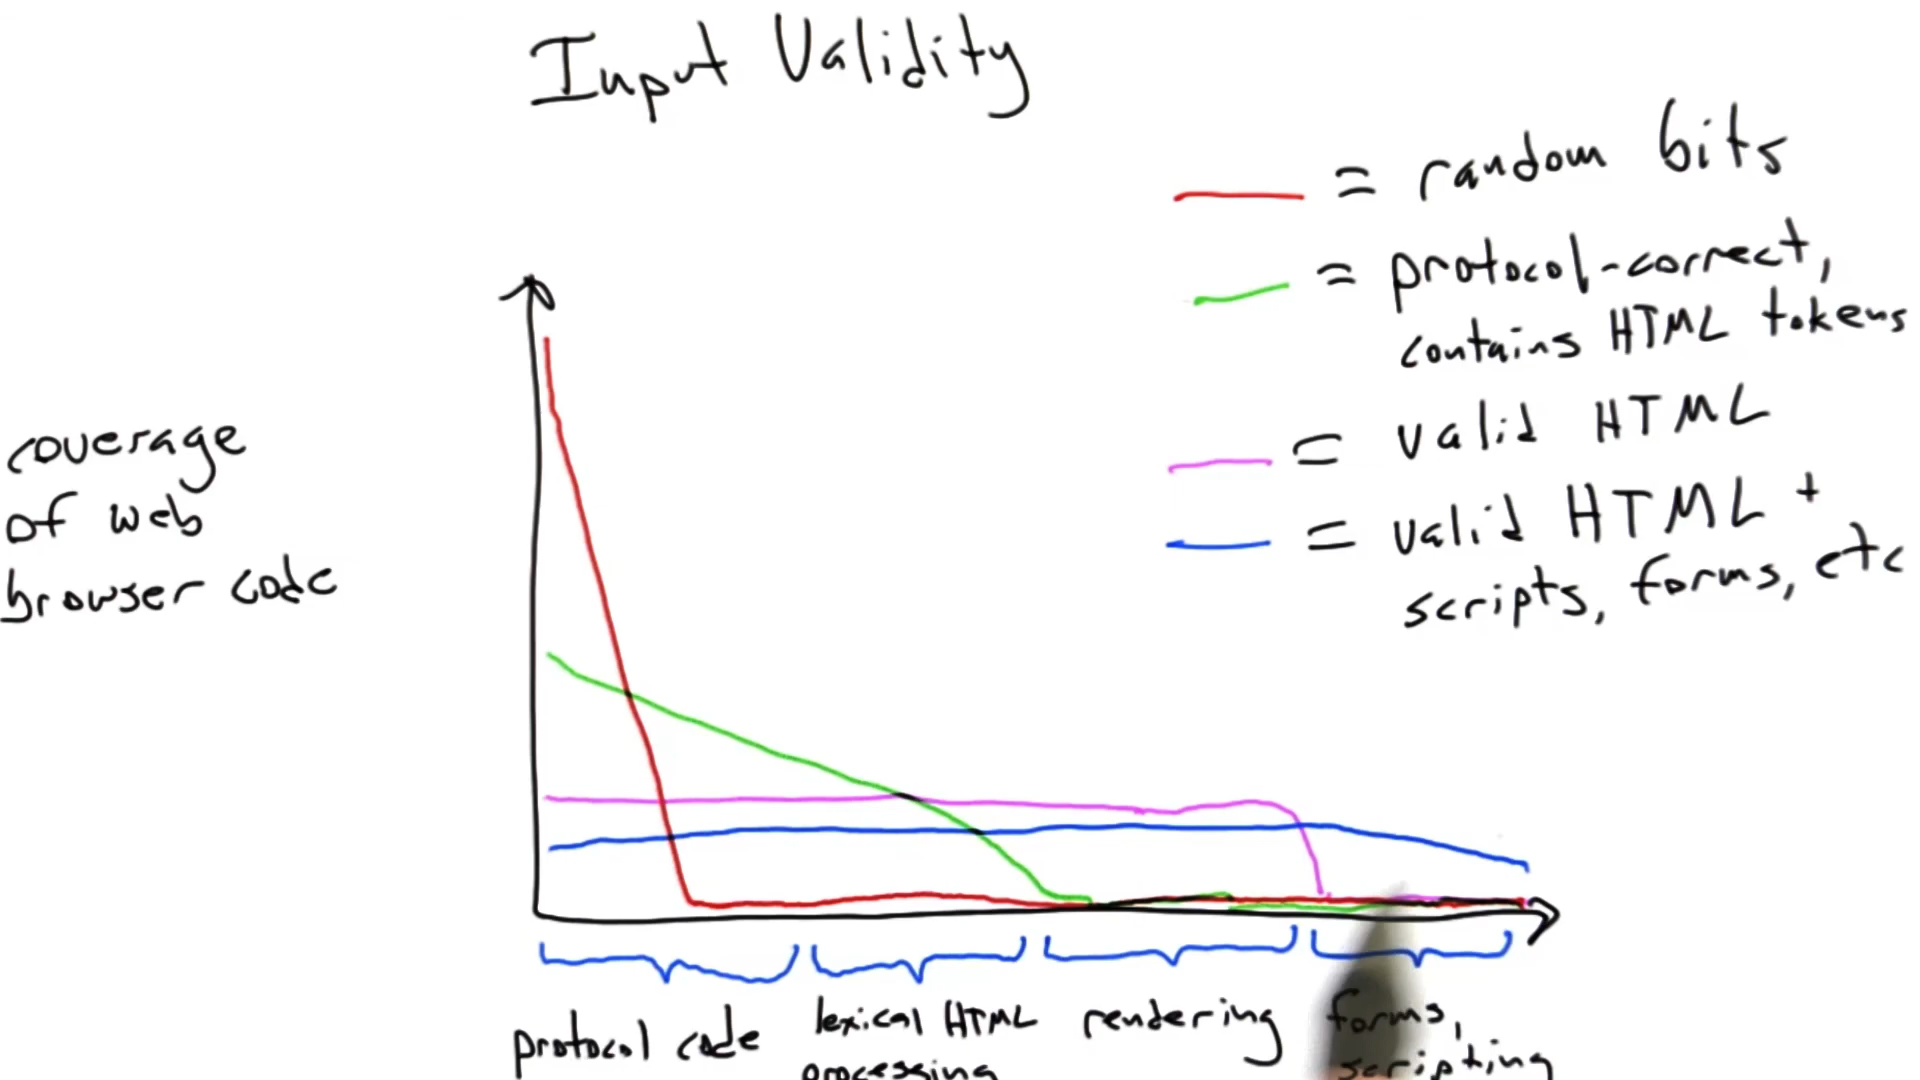 Input Validity
= random bits
= protocol-correct,
contains HTML tokens
= valid HTML
= valid HTML +
scripts, forms, etc
coverage
of web
browser code
protocol code
lexical HTML
processing
rendering
forms,
scripting